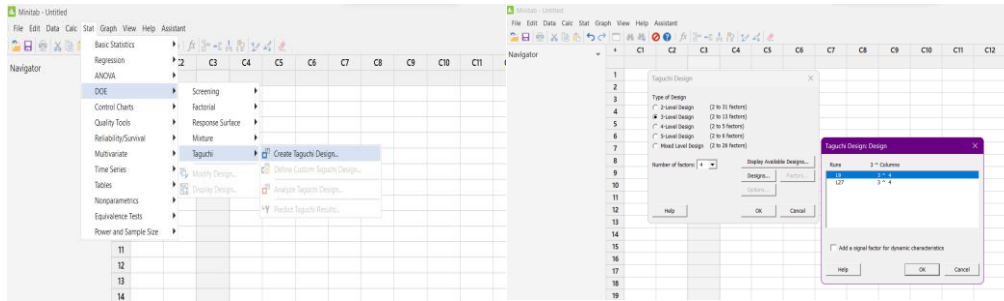 Minitab - Untitled
File Edit Data Calc Stat Graph View Help Assistant
Navigator
Basic Statistics
Regression
ANOVA
DOE
Control Charts
Quality Tools
Reliability/Survival
Multivariate
Time Series
Tables
Nonparametrics
Equivalence Tests
Power and Sample Size
Screening
Factorial
Response Surface
Mixture
Taguchi
Modify Design...
Display Design...
Create Taguchi Design...
Define Custom Taguchi Design...
Analyze Taguchi Design...
Predict Taguchi Results...
C3 C4 C5 C6 C7 C8 C9 C10 C11
11
12
13
14
Minitab - Untitled
File Edit Data Calc Stat Graph View Help Assistant
Navigator
C1 C2 C3 C4 C5 C6 C7 C8 C9 C10 C11 C12
1
2
3
4
5
6
7
8
9
10
11
12
13
14
15
16
17
18
19
Taguchi Design
Type of Design
2-Level Design (2 to 31 factors)
3-Level Design (2 to 13 factors)
4-Level Design (2 to 5 factors)
5-Level Design (2 to 6 factors)
Mixed Level Design (2 to 26 factors)
Number of factors: 4
Display Available Designs...
Designs... Factors...
Options...
Help OK Cancel
Taguchi Design: Design
Runs 3 ^ Columns
L9 3 ^ 4
L27 3 ^ 4
Add a signal factor for dynamic characteristics
Help OK Cancel